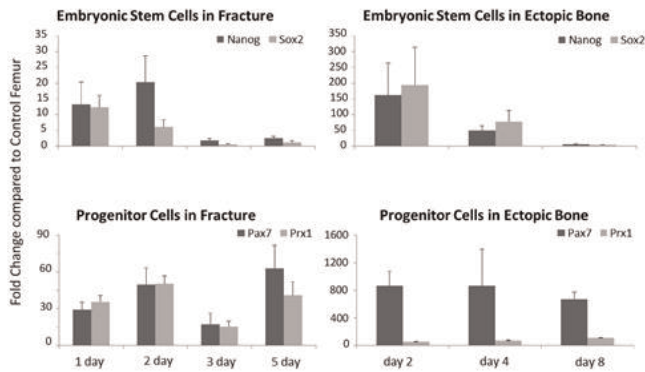 Embryonic Stem Cells in Fracture
Nanog Sox2
35
30
25
20
15
10
5
0
Embryonic Stem Cells in Ectopic Bone
Nanog Sox2
350
300
250
200
150
100
50
0
Fold Change compared to Control Femur
Progenitor Cells in Fracture
Pax7 Prx1
90
60
30
0
1 day 2 day 3 day 5 day
Progenitor Cells in Ectopic Bone
Pax7 Prx1
1600
1200
800
400
0
day 2 day 4 day 8